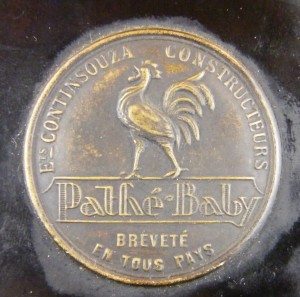 Ets CONTINSOUZA CONSTRUCTEURS
Pathé-Baby
BREVETÉ
EN TOUS PAYS